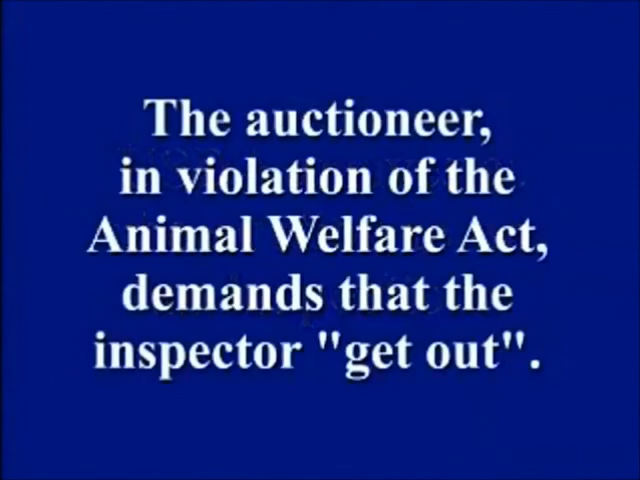 The auctioneer,
in violation of the
Animal Welfare Act,
demands that the
inspector "get out".